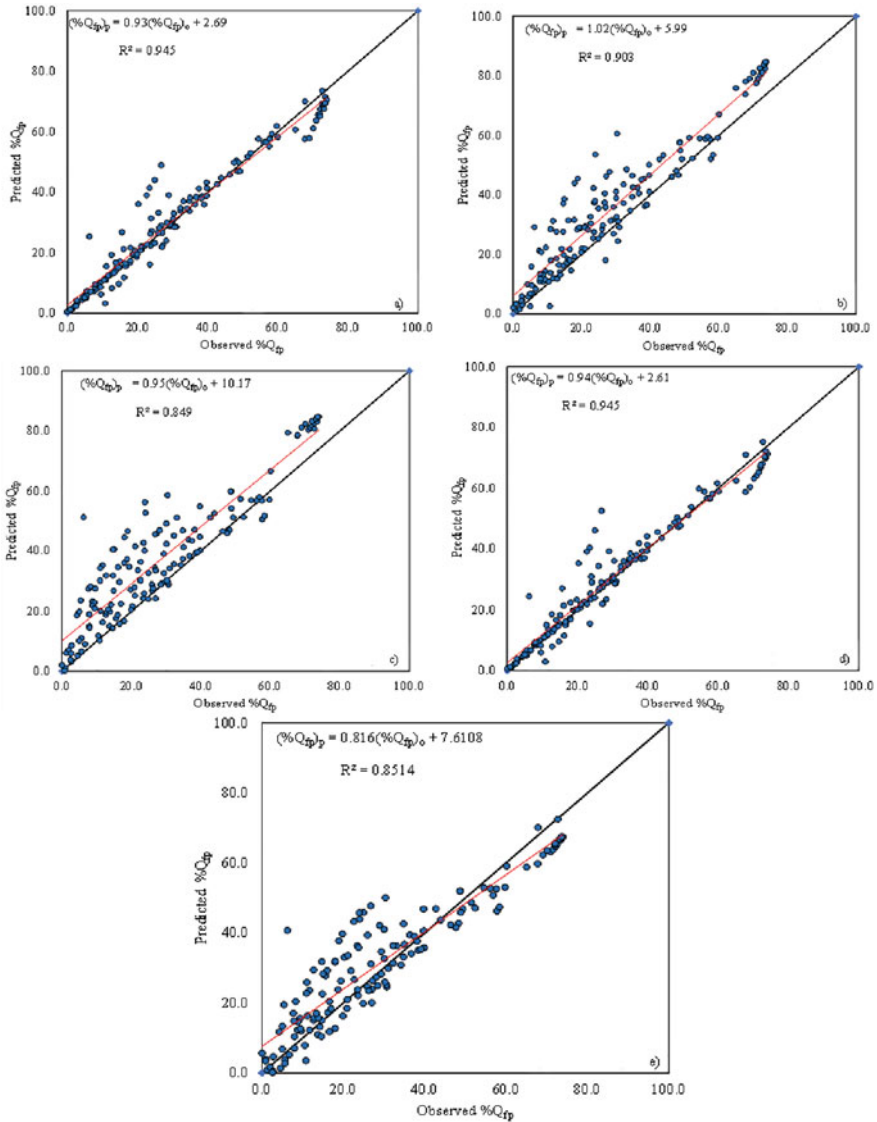 (%Qfp)p = 0.93(%Qfp)o + 2.69
R² = 0.945
100.0
80.0
60.0
40.0
20.0
0.0
Predicted %Qfp
a)
0.0 20.0 40.0 60.0 80.0 100.0
Observed %Qfp
(%Qfp)p = 1.02(%Qfp)o + 5.99
R² = 0.903
100.0
80.0
60.0
40.0
20.0
0.0
Predicted %Qfp
b)
0.0 20.0 40.0 60.0 80.0 100.0
Observed %Qfp
(%Qfp)p = 0.95(%Qfp)o + 10.17
R² = 0.849
100.0
80.0
60.0
40.0
20.0
0.0
Predicted %Qfp
c)
0.0 20.0 40.0 60.0 80.0 100.0
Observed %Qfp
(%Qfp)p = 0.94(%Qfp)o + 2.61
R² = 0.945
100.0
80.0
60.0
40.0
20.0
0.0
Predicted %Qfp
d)
0.0 20.0 40.0 60.0 80.0 100.0
Observed %Qfp
(%Qfp)p = 0.816(%Qfp)o + 7.6108
R² = 0.8514
100.0
80.0
60.0
40.0
20.0
0.0
Predicted %Qfp
e)
0.0 20.0 40.0 60.0 80.0 100.0
Observed %Qfp